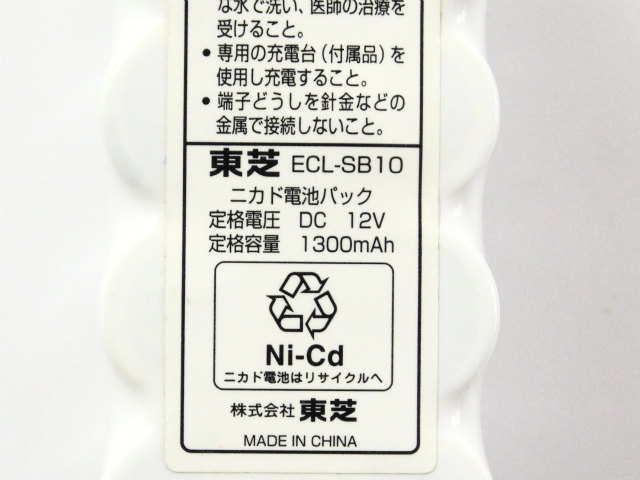 な水で洗い、医師の治療を
受けること。
• 専用の充電台(付属品)を
使用し充電すること。
• 端子どうしを針金などの
金属で接続しないこと。
東芝 ECL-SB10
ニカド電池パック
定格電圧 DC 12V
定格容量 1300mAh
Ni-Cd
ニカド電池はリサイクルへ
株式会社 東芝
MADE IN CHINA